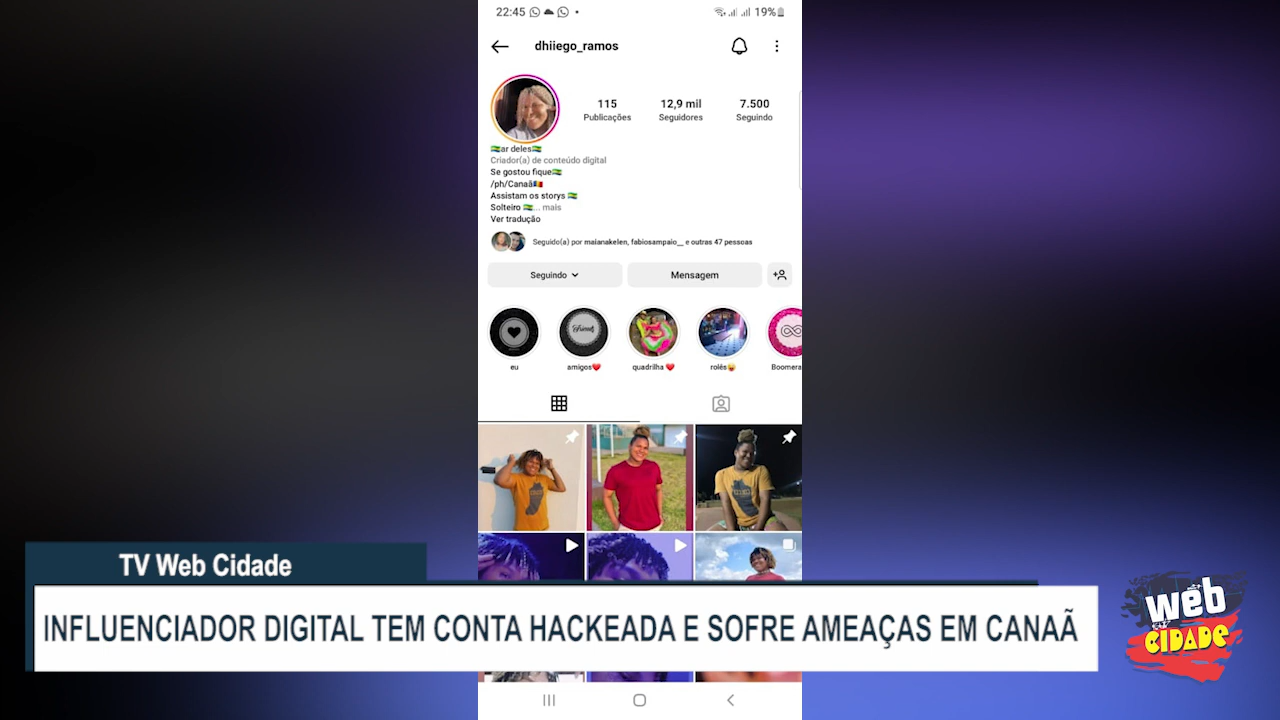 22:45
19%
dhiiego_ramos
115
12,9 mil
7.500
Publicações
Seguidores
Seguindo
ar deles
Criador(a) de conteúdo digital
Se gostou fique
/ph/Canaã
Assistam os storys
Solteiro ... mais
Ver tradução
Seguido(a) por maianakelen, fabiosampaio__ e outras 47 pessoas
Seguindo
Mensagem
Friends
eu
amigos
quadrilha
rolês
Boomera
TV Web Cidade
INFLUENCIADOR DIGITAL TEM CONTA HACKEADA E SOFRE AMEAÇAS EM CANAÃ
web
CIDADE